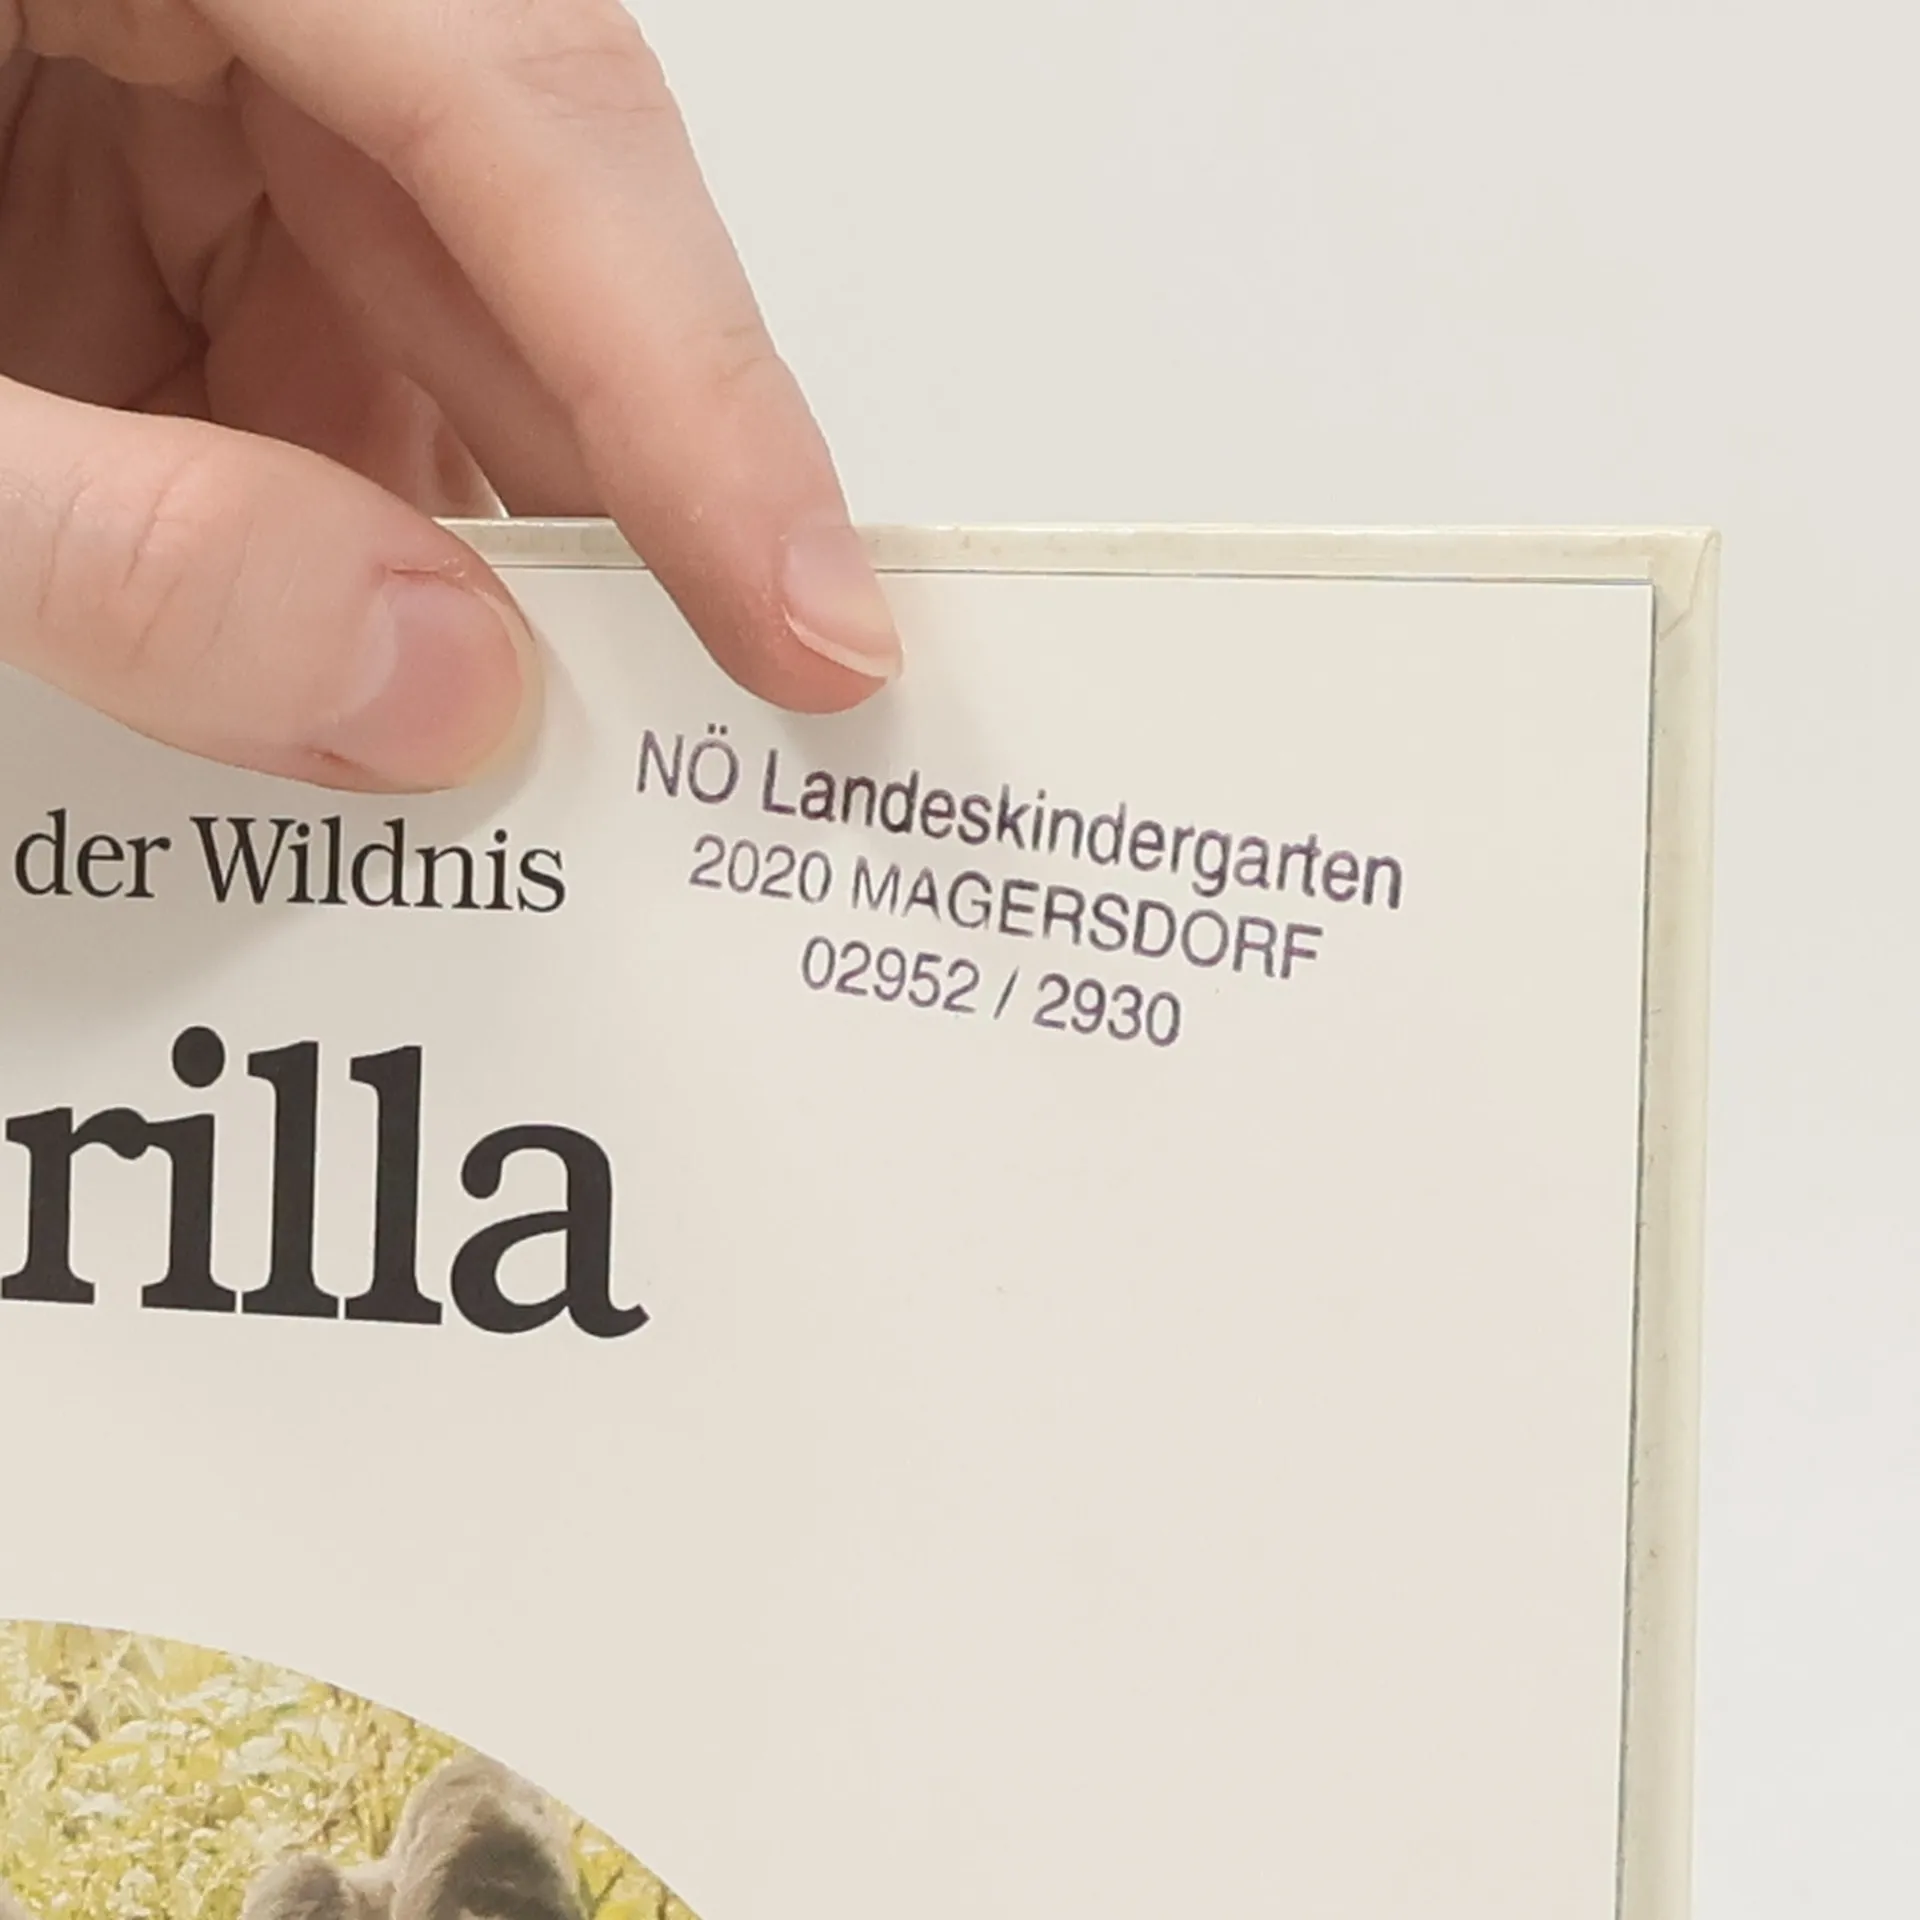 der Wildnis
rilla
NÖ Landeskindergarten
2020 MAGERSDORF
02952 / 2930